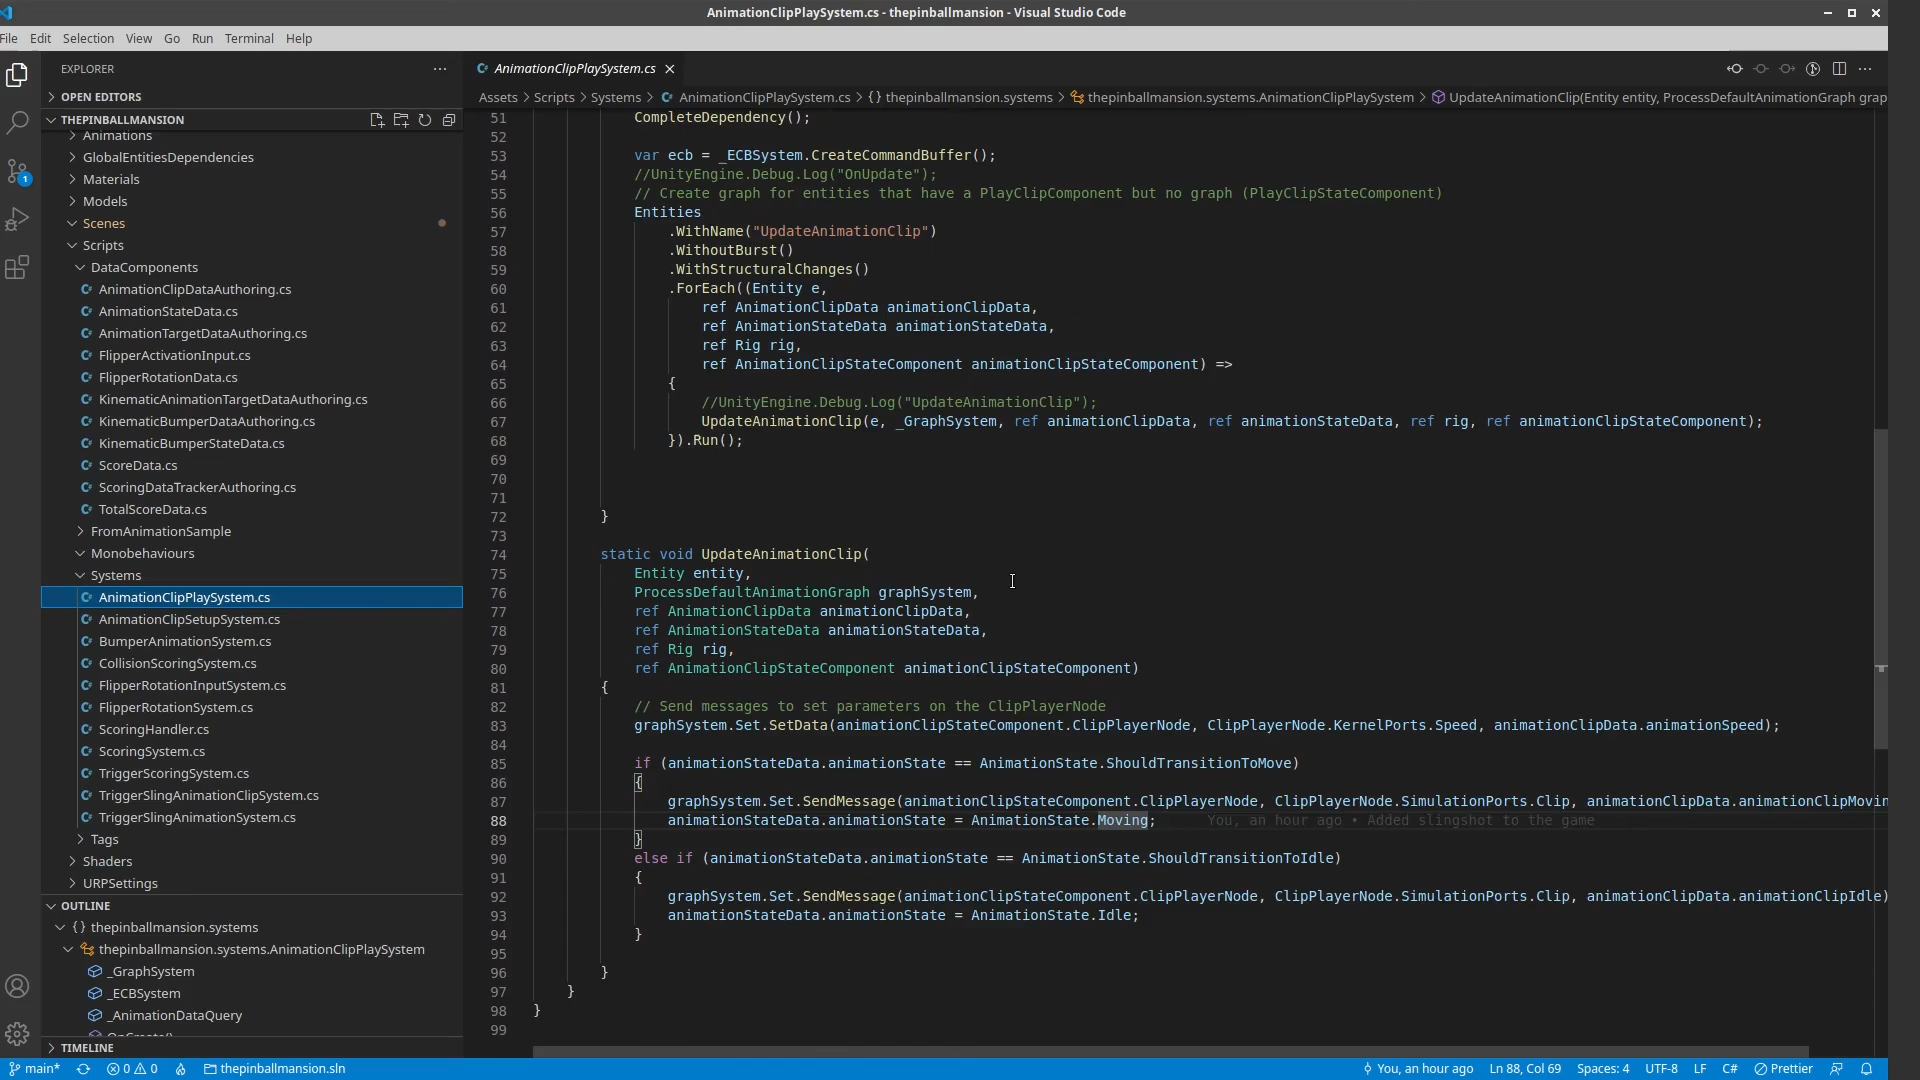 AnimationClipPlaySystem.cs - thepinballmansion - Visual Studio Code
File Edit Selection View Go Run Terminal Help
EXPLORER
OPEN EDITORS
THEPINBALLMANSION
Animations
GlobalEntitiesDependencies
Materials
Models
Scenes
Scripts
DataComponents
AnimationClipDataAuthoring.cs
AnimationStateData.cs
AnimationTargetDataAuthoring.cs
FlipperActivationInput.cs
FlipperRotationData.cs
KinematicAnimationTargetDataAuthoring.cs
KinematicBumperDataAuthoring.cs
KinematicBumperStateData.cs
ScoreData.cs
ScoringDataTrackerAuthoring.cs
TotalScoreData.cs
FromAnimationSample
Monobehaviours
Systems
AnimationClipPlaySystem.cs
AnimationClipSetupSystem.cs
BumperAnimationSystem.cs
CollisionScoringSystem.cs
FlipperRotationInputSystem.cs
FlipperRotationSystem.cs
ScoringHandler.cs
ScoringSystem.cs
TriggerScoringSystem.cs
TriggerSlingAnimationClipSystem.cs
TriggerSlingAnimationSystem.cs
Tags
Shaders
URPSettings
OUTLINE
{} thepinballmansion.systems
thepinballmansion.systems.AnimationClipPlaySystem
_GraphSystem
_ECBSystem
_AnimationDataQuery
OnCreate()
TIMELINE
AnimationClipPlaySystem.cs
Assets > Scripts > Systems > AnimationClipPlaySystem.cs > {} thepinballmansion.systems > thepinballmansion.systems.AnimationClipPlaySystem > UpdateAnimationClip(Entity entity, ProcessDefaultAnimationGraph grap
51 CompleteDependency();
52
53 var ecb = _ECBSystem.CreateCommandBuffer();
54 //UnityEngine.Debug.Log("OnUpdate");
55 // Create graph for entities that have a PlayClipComponent but no graph (PlayClipStateComponent)
56 Entities
57 .WithName("UpdateAnimationClip")
58 .WithoutBurst()
59 .WithStructuralChanges()
60 .ForEach((Entity e,
61 ref AnimationClipData animationClipData,
62 ref AnimationStateData animationStateData,
63 ref Rig rig,
64 ref AnimationClipStateComponent animationClipStateComponent) =>
65 {
66 //UnityEngine.Debug.Log("UpdateAnimationClip");
67 UpdateAnimationClip(e, _GraphSystem, ref animationClipData, ref animationStateData, ref rig, ref animationClipStateComponent);
68 }).Run();
69
70
71
72 }
73
74 static void UpdateAnimationClip(
75 Entity entity,
76 ProcessDefaultAnimationGraph graphSystem,
77 ref AnimationClipData animationClipData,
78 ref AnimationStateData animationStateData,
79 ref Rig rig,
80 ref AnimationClipStateComponent animationClipStateComponent)
81 {
82 // Send messages to set parameters on the ClipPlayerNode
83 graphSystem.Set.SetData(animationClipStateComponent.ClipPlayerNode, ClipPlayerNode.KernelPorts.Speed, animationClipData.animationSpeed);
84
85 if (animationStateData.animationState == AnimationState.ShouldTransitionToMove)
86 {
87 graphSystem.Set.SendMessage(animationClipStateComponent.ClipPlayerNode, ClipPlayerNode.SimulationPorts.Clip, animationClipData.animationClipMovin
88 animationStateData.animationState = AnimationState.Moving; You, an hour ago • Added slingshot to the game
89 }
90 else if (animationStateData.animationState == AnimationState.ShouldTransitionToIdle)
91 {
92 graphSystem.Set.SendMessage(animationClipStateComponent.ClipPlayerNode, ClipPlayerNode.SimulationPorts.Clip, animationClipData.animationClipIdle)
93 animationStateData.animationState = AnimationState.Idle;
94 }
95
96 }
97 }
98 }
99
main* 0 0 thepinballmansion.sln You, an hour ago Ln 88, Col 69 Spaces: 4 UTF-8 LF C# Prettier